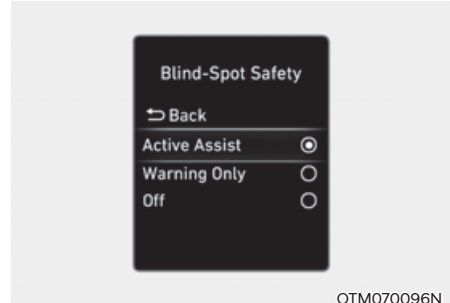 Blind-Spot Safety
Back
Active Assist
Warning Only
Off
OTM070096N